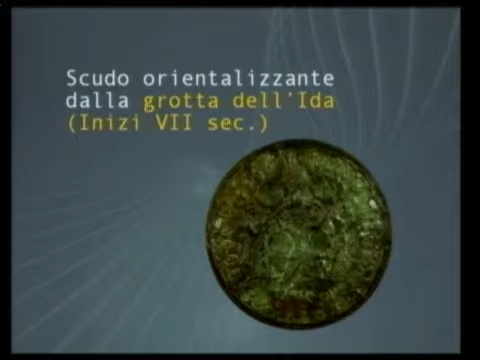 Scudo orientalizzante
dalla grotta dell'Ida
(Inizi VII sec.)